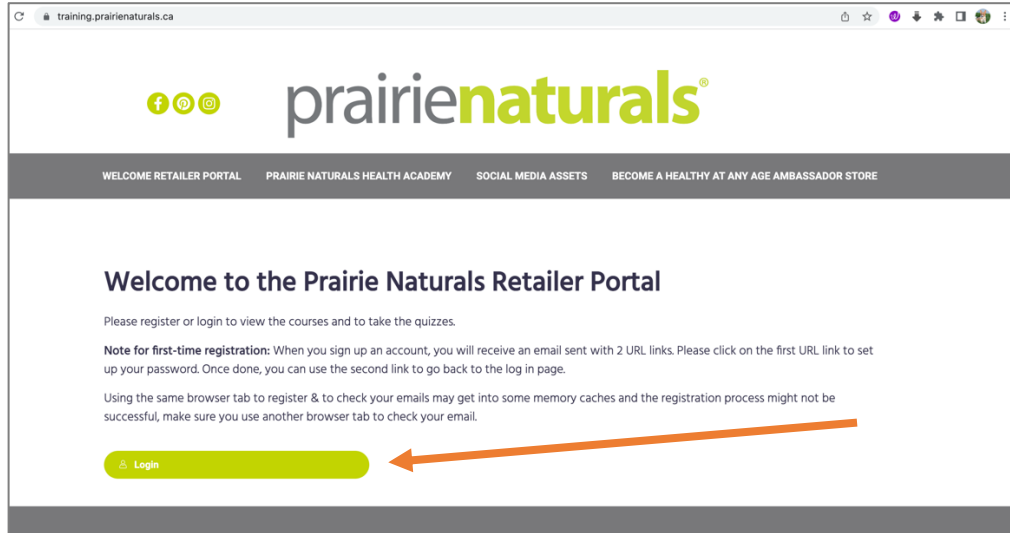 training.prairienaturals.ca
prairienaturals®
WELCOME RETAILER PORTAL PRAIRIE NATURALS HEALTH ACADEMY SOCIAL MEDIA ASSETS BECOME A HEALTHY AT ANY AGE AMBASSADOR STORE
Welcome to the Prairie Naturals Retailer Portal
Please register or login to view the courses and to take the quizzes.
Note for first-time registration: When you sign up an account, you will receive an email sent with 2 URL links. Please click on the first URL link to set
up your password. Once done, you can use the second link to go back to the log in page.
Using the same browser tab to register & to check your emails may get into some memory caches and the registration process might not be
successful, make sure you use another browser tab to check your email.
Login